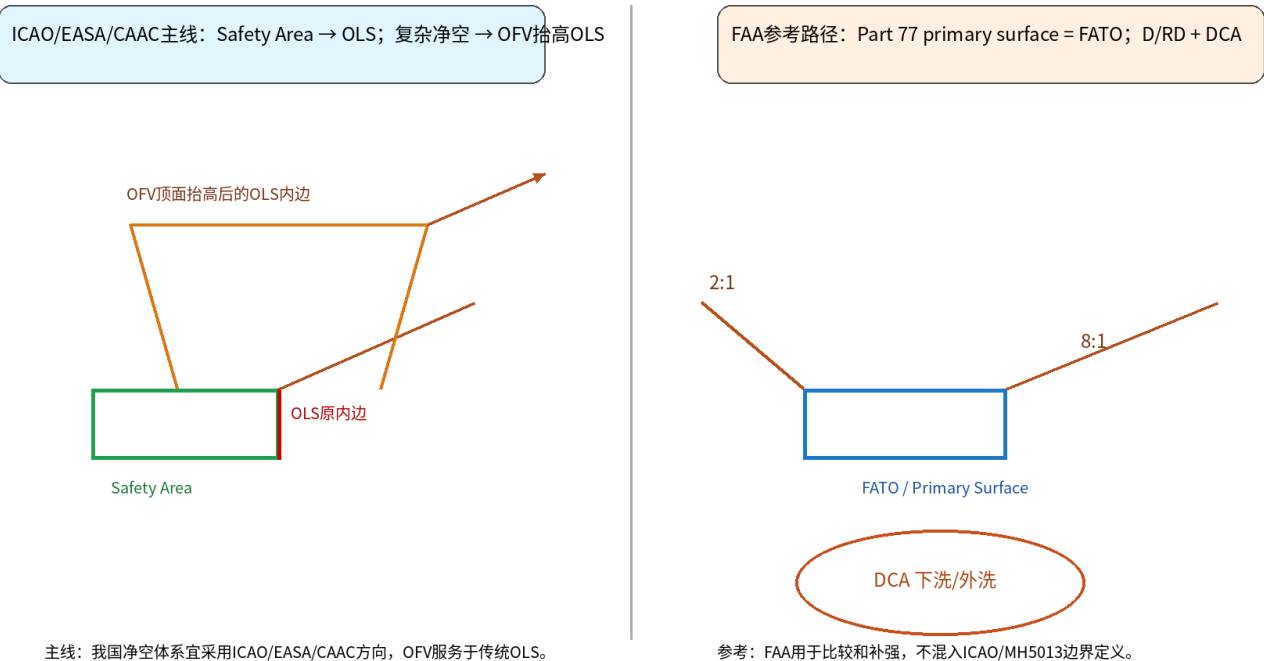 ICAO/EASA/CAAC主线：Safety Area → OLS；复杂净空 → OFV抬高OLS
OFV顶面抬高后的OLS内边
OLS原内边
Safety Area
主线：我国净空体系宜采用ICAO/EASA/CAAC方向，OFV服务于传统OLS。
FAA参考路径：Part 77 primary surface = FATO；D/RD + DCA
2:1
8:1
FATO / Primary Surface
DCA 下洗/外洗
参考：FAA用于比较和补强，不混入ICAO/MH5013边界定义。